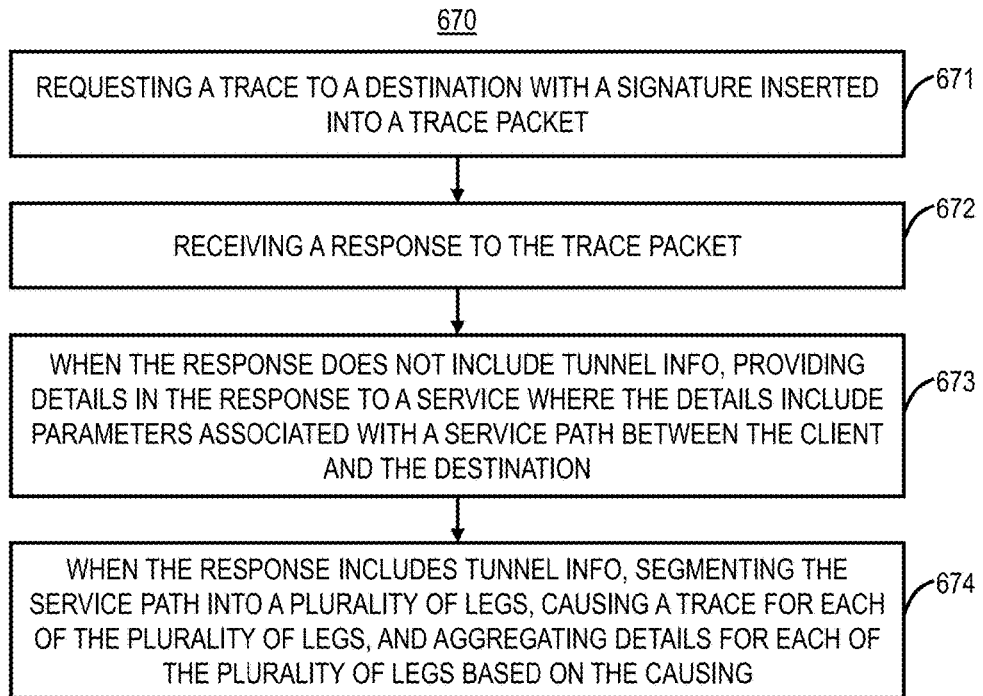 670
REQUESTING A TRACE TO A DESTINATION WITH A SIGNATURE INSERTED
INTO A TRACE PACKET
671
RECEIVING A RESPONSE TO THE TRACE PACKET
672
WHEN THE RESPONSE DOES NOT INCLUDE TUNNEL INFO, PROVIDING
DETAILS IN THE RESPONSE TO A SERVICE WHERE THE DETAILS INCLUDE
PARAMETERS ASSOCIATED WITH A SERVICE PATH BETWEEN THE CLIENT
AND THE DESTINATION
673
WHEN THE RESPONSE INCLUDES TUNNEL INFO, SEGMENTING THE
SERVICE PATH INTO A PLURALITY OF LEGS, CAUSING A TRACE FOR EACH
OF THE PLURALITY OF LEGS, AND AGGREGATING DETAILS FOR EACH OF
THE PLURALITY OF LEGS BASED ON THE CAUSING
674